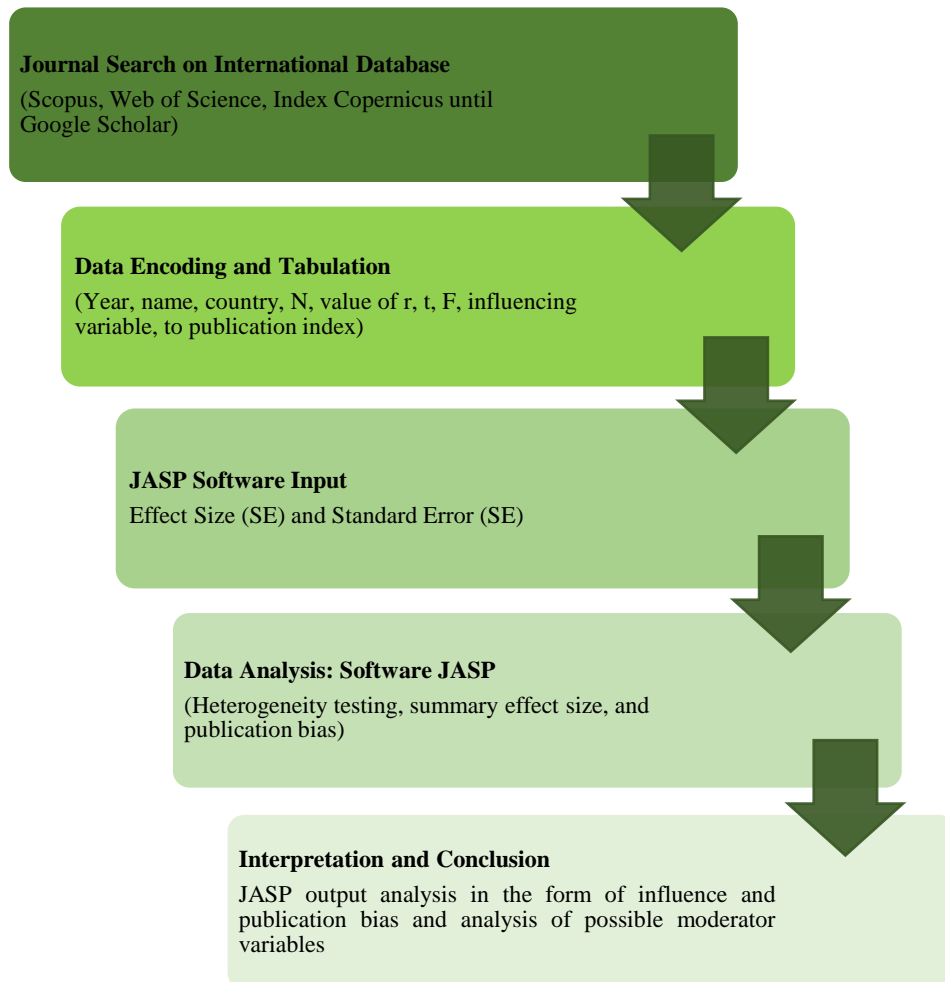 Journal Search on International Database
(Scopus, Web of Science, Index Copernicus until
Google Scholar)
Data Encoding and Tabulation
(Year, name, country, N, value of r, t, F, influencing
variable, to publication index)
JASP Software Input
Effect Size (SE) and Standard Error (SE)
Data Analysis: Software JASP
(Heterogeneity testing, summary effect size, and
publication bias)
Interpretation and Conclusion
JASP output analysis in the form of influence and
publication bias and analysis of possible moderator
variables